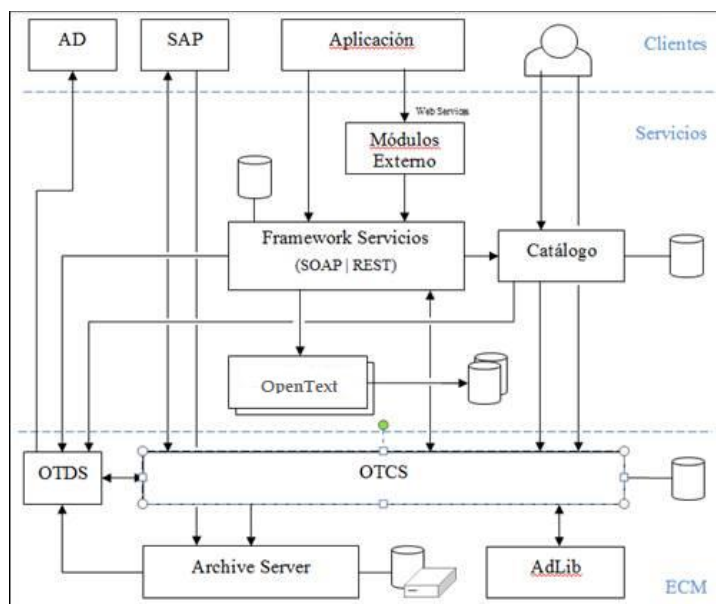 AD
SAP
Aplicación
Clientes
Web Services
Servicios
Módulos
Externo
Framework Servicios
(SOAP | REST)
Catálogo
OpenText
OTDS
OTCS
Archive Server
AdLib
ECM